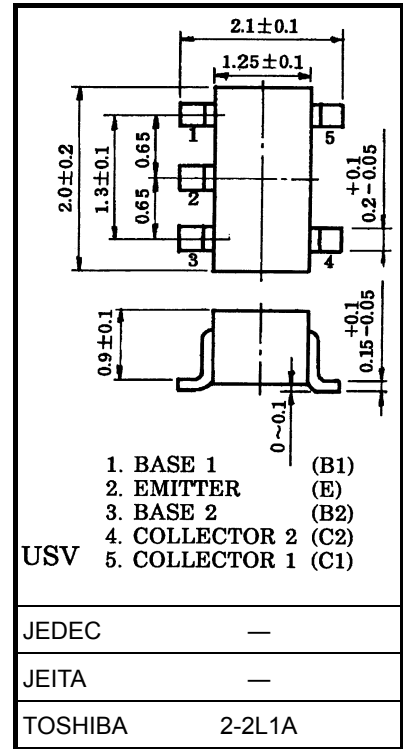 2.1±0.1
1.25±0.1
1
5
2.0±0.2
1.3±0.1
0.65
0.65
2
+0.1
0.2-0.05
3
4
0.9±0.1
+0.1
0.15-0.05
0~0.1
1. BASE 1 (B1)
2. EMITTER (E)
3. BASE 2 (B2)
4. COLLECTOR 2 (C2)
USV 5. COLLECTOR 1 (C1)
JEDEC —
JEITA —
TOSHIBA 2-2L1A